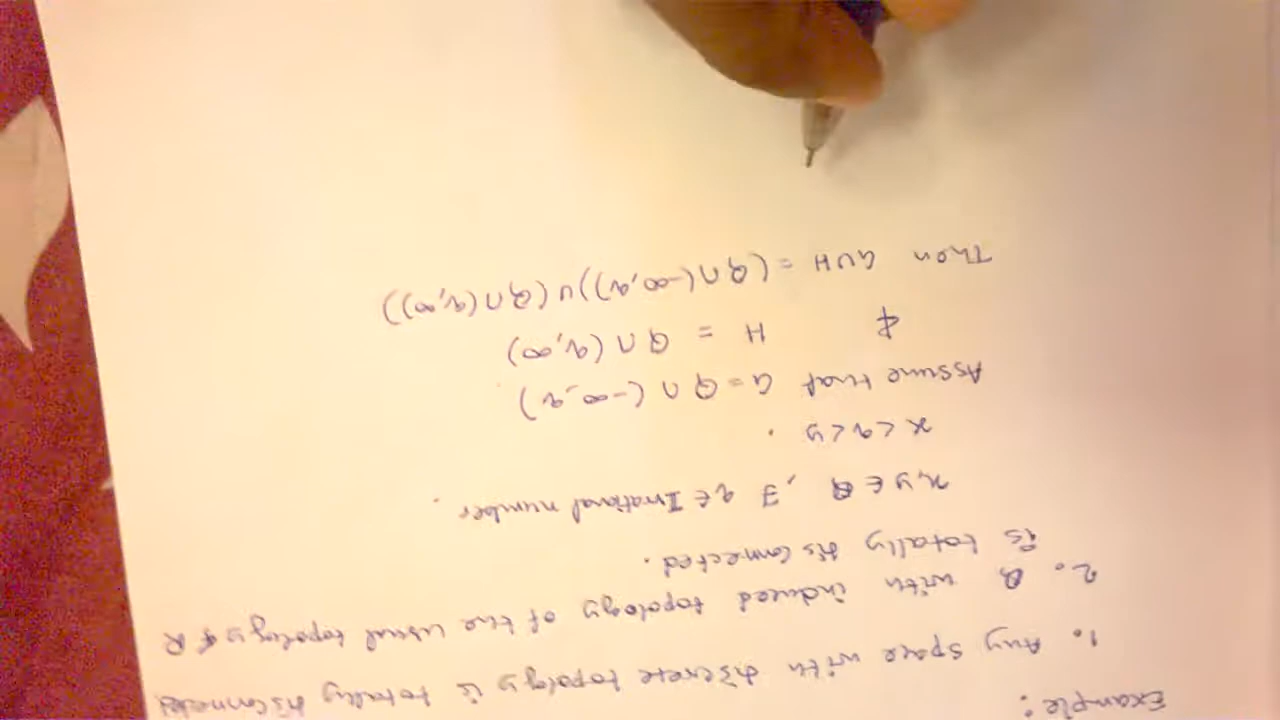 Example:
1. Any space with discrete topology is totally disconnected
2. Q with induced topology of the usual topology of R
is totally disconnected.
x,y ∈ Q, ∃ q ∈ Irrational number.
x<q<y.
Assume that G = Q ∩ (-∞,q)
& H = Q ∩ (q,∞)
Then G∪H = (Q∩(-∞,q))∪(Q∩(q,∞))